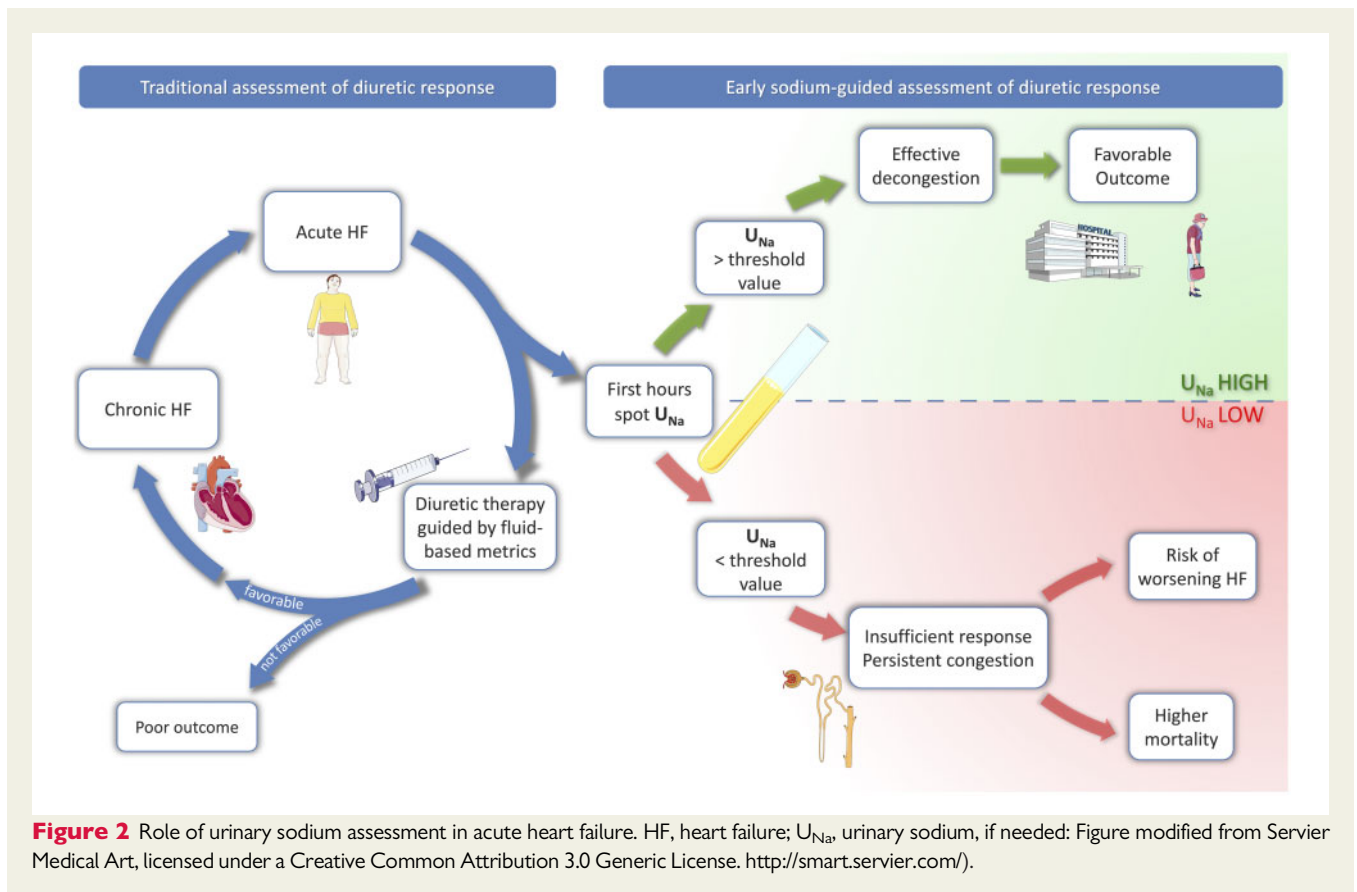 Traditional assessment of diuretic response
Early sodium-guided assessment of diuretic response
Acute HF
Chronic HF
Diuretic therapy
guided by fluid-
based metrics
favorable
not favorable
Poor outcome
First hours
spot UNa
UNa
> threshold
value
Effective
decongestion
Favorable
Outcome
HOSPITAL
UNa HIGH
UNa LOW
UNa
< threshold
value
Insufficient response
Persistent congestion
Risk of
worsening HF
Higher
mortality
Figure 2 Role of urinary sodium assessment in acute heart failure. HF, heart failure; UNa, urinary sodium, if needed: Figure modified from Servier
Medical Art, licensed under a Creative Common Attribution 3.0 Generic License. http://smart.servier.com/).